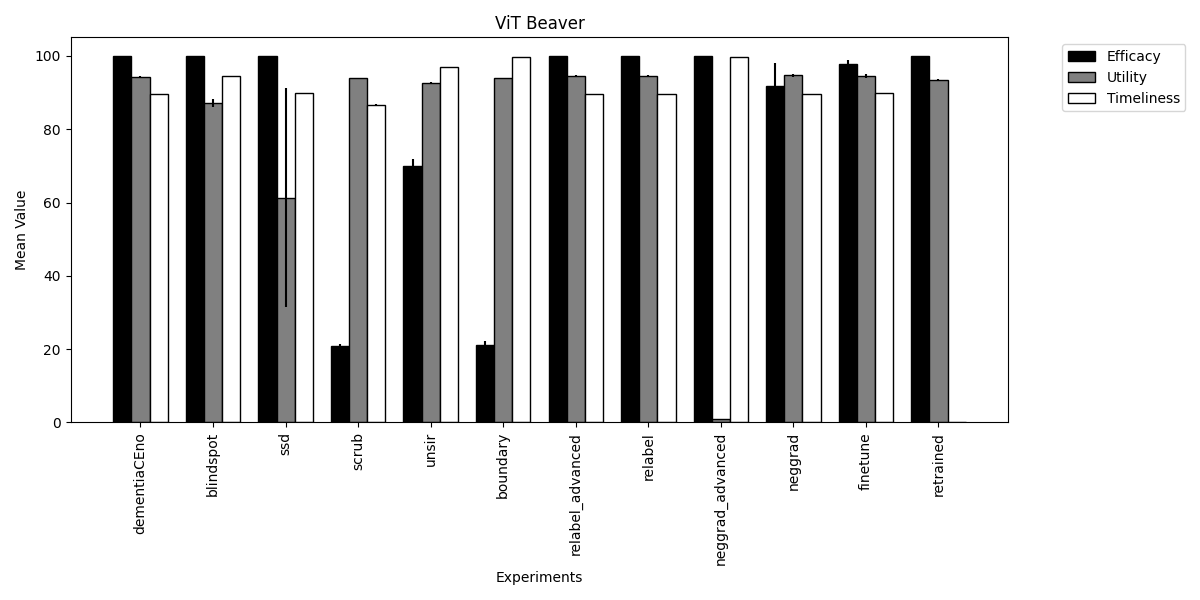 ViT Beaver
Efficacy
Utility
Timeliness
Mean Value
100
80
60
40
20
0
dementiaCEno
blindspot
ssd
scrub
unsir
boundary
relabel_advanced
relabel
neggrad_advanced
neggrad
finetune
retrained
Experiments